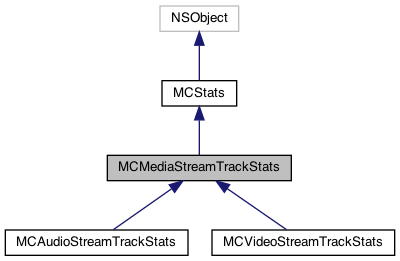 NSObject
MCStats
MCMediaStreamTrackStats
MCAudioStreamTrackStats
MCVideoStreamTrackStats